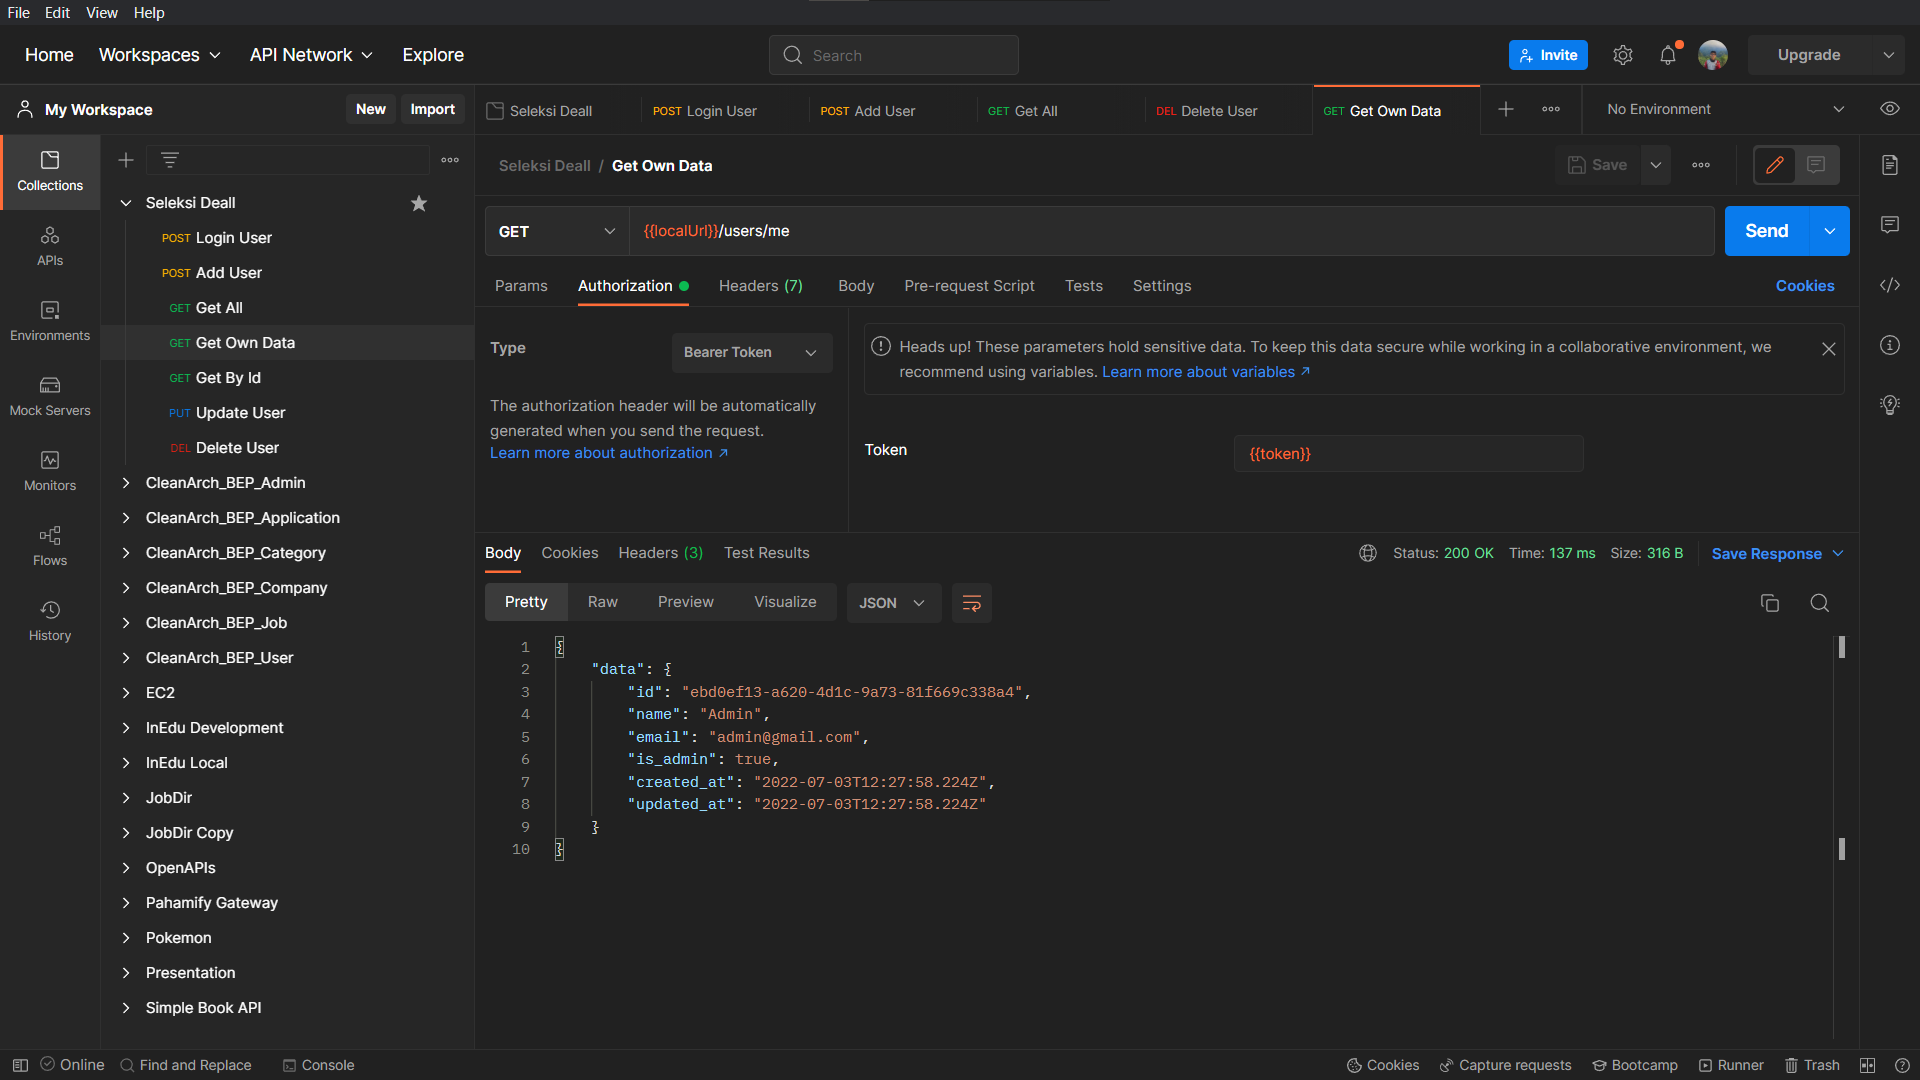 File Edit View Help
Home Workspaces API Network Explore Search Invite Upgrade
My Workspace New Import
Seleksi Deall POST Login User POST Add User GET Get All DEL Delete User GET Get Own Data No Environment
Collections
APIs
Environments
Mock Servers
Monitors
Flows
History
Seleksi Deall
POST Login User
POST Add User
GET Get All
GET Get Own Data
GET Get By Id
PUT Update User
DEL Delete User
CleanArch_BEP_Admin
CleanArch_BEP_Application
CleanArch_BEP_Category
CleanArch_BEP_Company
CleanArch_BEP_Job
CleanArch_BEP_User
EC2
InEdu Development
InEdu Local
JobDir
JobDir Copy
OpenAPIs
Pahamify Gateway
Pokemon
Presentation
Simple Book API
Seleksi Deall / Get Own Data Save
GET {{localUrl}}/users/me Send
Params Authorization Headers (7) Body Pre-request Script Tests Settings Cookies
Type Bearer Token
The authorization header will be automatically
generated when you send the request.
Learn more about authorization ↗
Heads up! These parameters hold sensitive data. To keep this data secure while working in a collaborative environment, we
recommend using variables. Learn more about variables ↗
Token {{token}}
Body Cookies Headers (3) Test Results Status: 200 OK Time: 137 ms Size: 316 B Save Response
Pretty Raw Preview Visualize JSON
1 {
2 "data": {
3 "id": "ebd0ef13-a620-4d1c-9a73-81f669c338a4",
4 "name": "Admin",
5 "email": "admin@gmail.com",
6 "is_admin": true,
7 "created_at": "2022-07-03T12:27:58.224Z",
8 "updated_at": "2022-07-03T12:27:58.224Z"
9 }
10 }
Online Find and Replace Console Cookies Capture requests Bootcamp Runner Trash